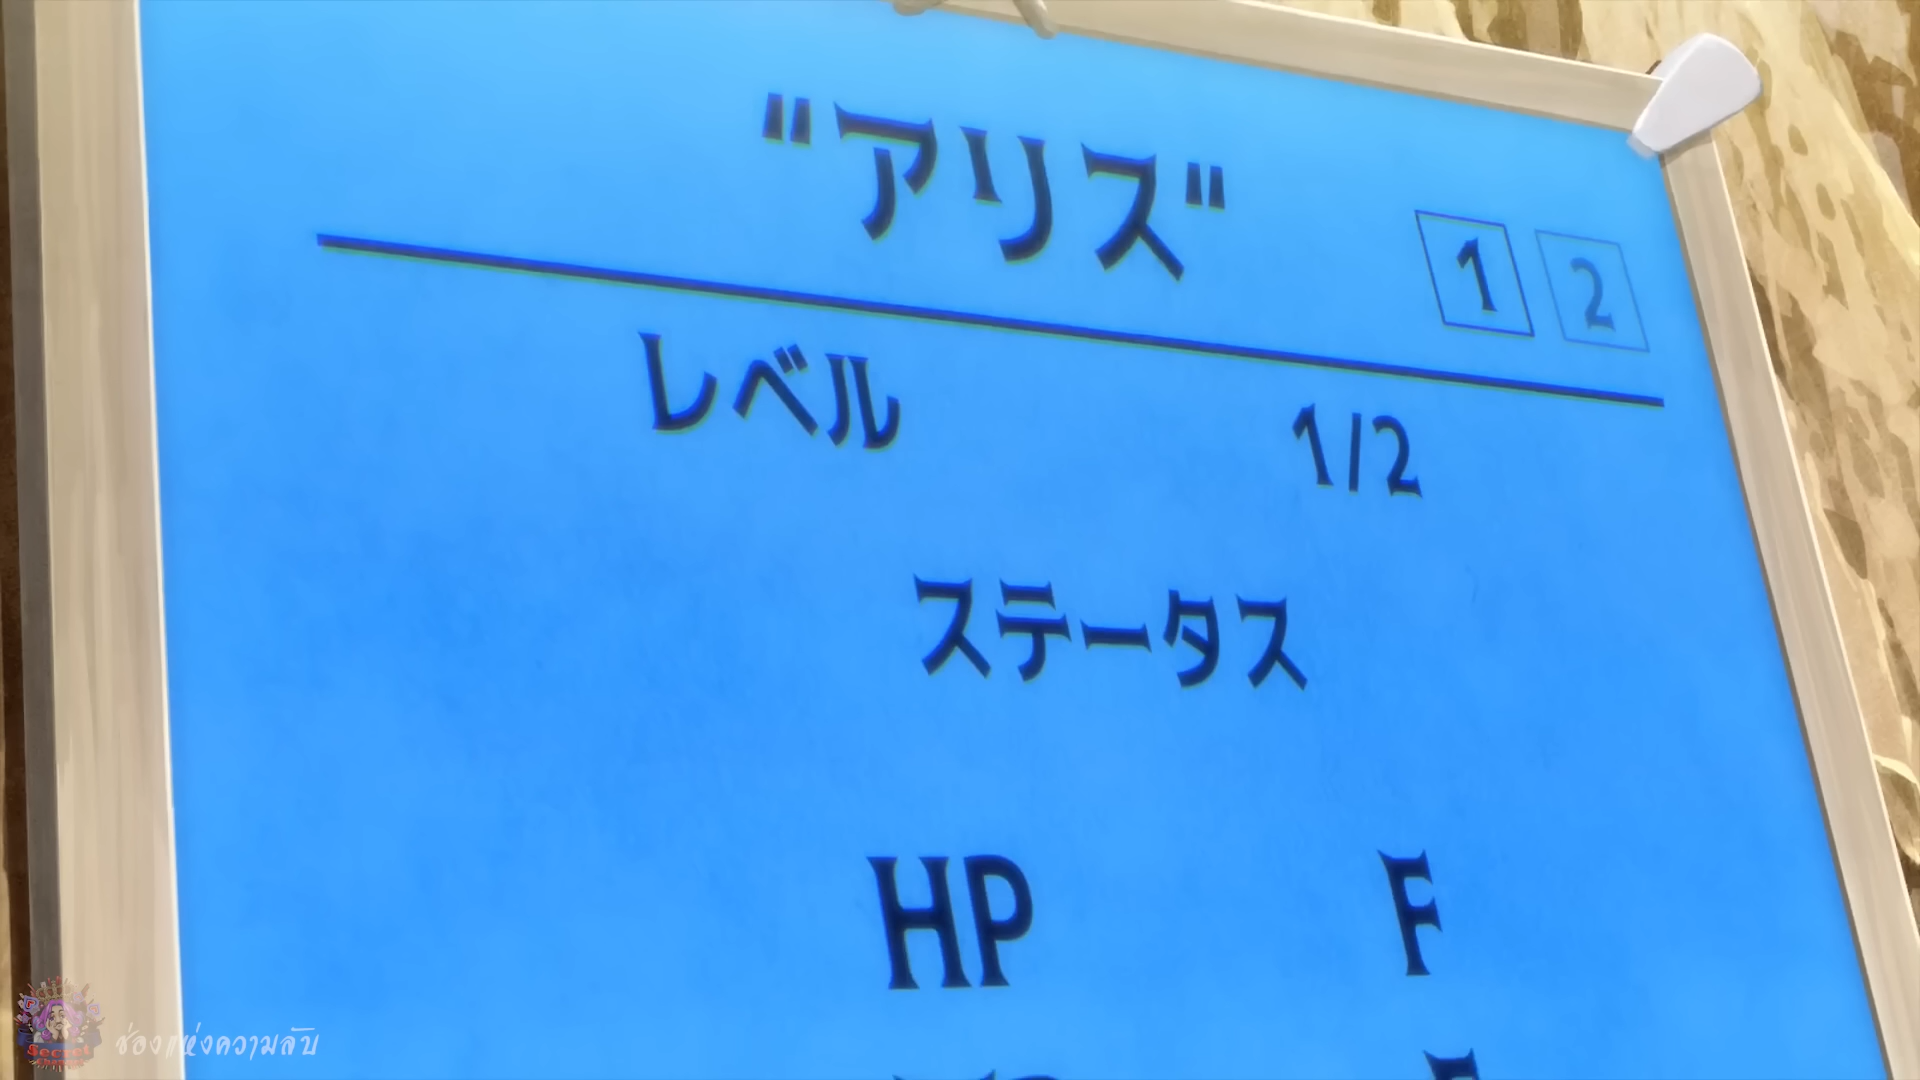 "アリス"
1 2
レベル 1/2
ステータス
HP F
Secret
ช่องแห่งความลับ